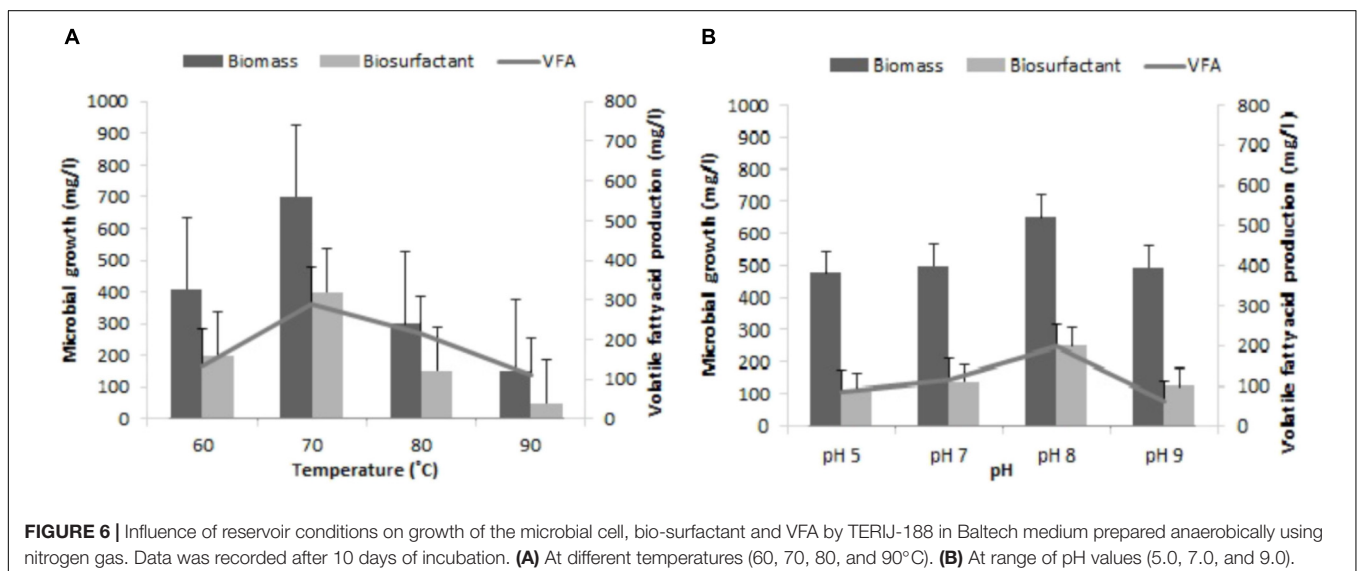 A
Biomass Biosurfactant VFA
1000
900
800
700
600
500
400
300
200
100
0
Microbial growth (mg/l)
800
700
600
500
400
300
200
100
0
Volatile fatty acid production (mg/l)
60 70 80 90
Temperature (˚C)
B
Biomass Biosurfactant VFA
1000
900
800
700
600
500
400
300
200
100
0
Microbial growth (mg/l)
800
700
600
500
400
300
200
100
0
Volatile fatty acid production (mg/l)
pH 5 pH 7 pH 8 pH 9
pH
FIGURE 6 | Influence of reservoir conditions on growth of the microbial cell, bio-surfactant and VFA by TERIJ-188 in Baltech medium prepared anaerobically using
nitrogen gas. Data was recorded after 10 days of incubation. (A) At different temperatures (60, 70, 80, and 90°C). (B) At range of pH values (5.0, 7.0, and 9.0).